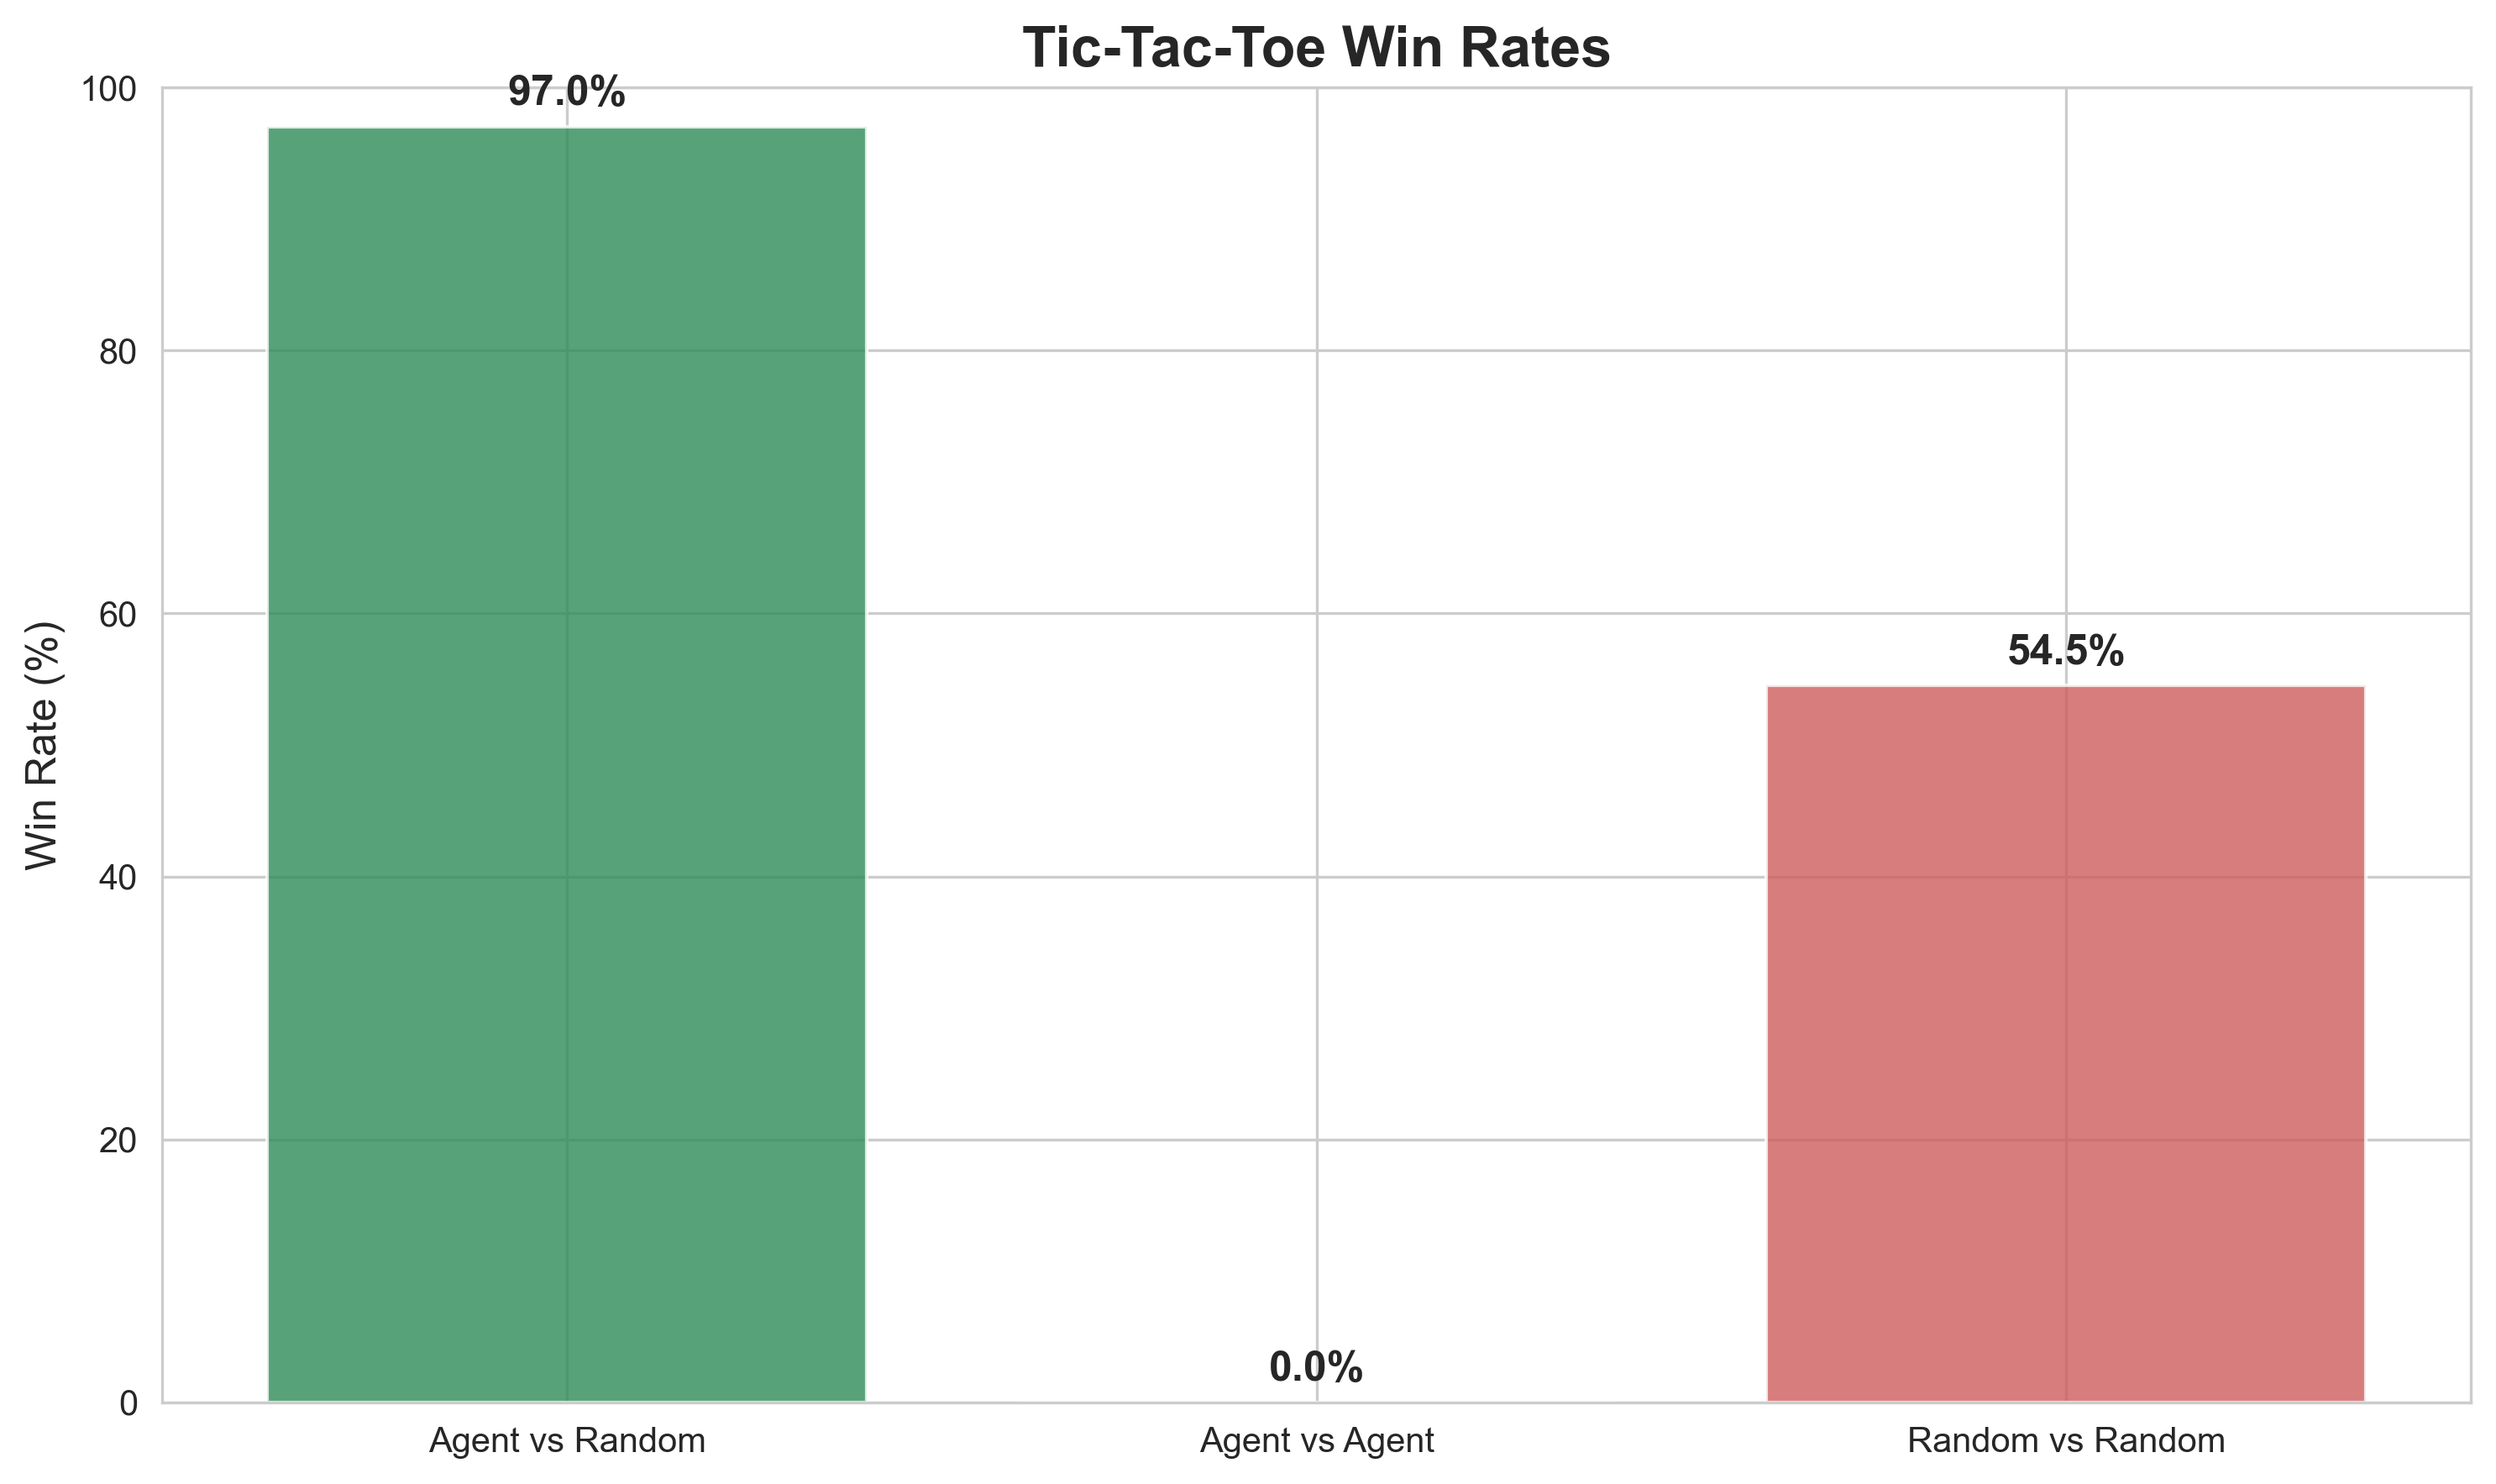 Tic-Tac-Toe Win Rates
Win Rate (%)
100
80
60
40
20
0
97.0%
0.0%
54.5%
Agent vs Random
Agent vs Agent
Random vs Random